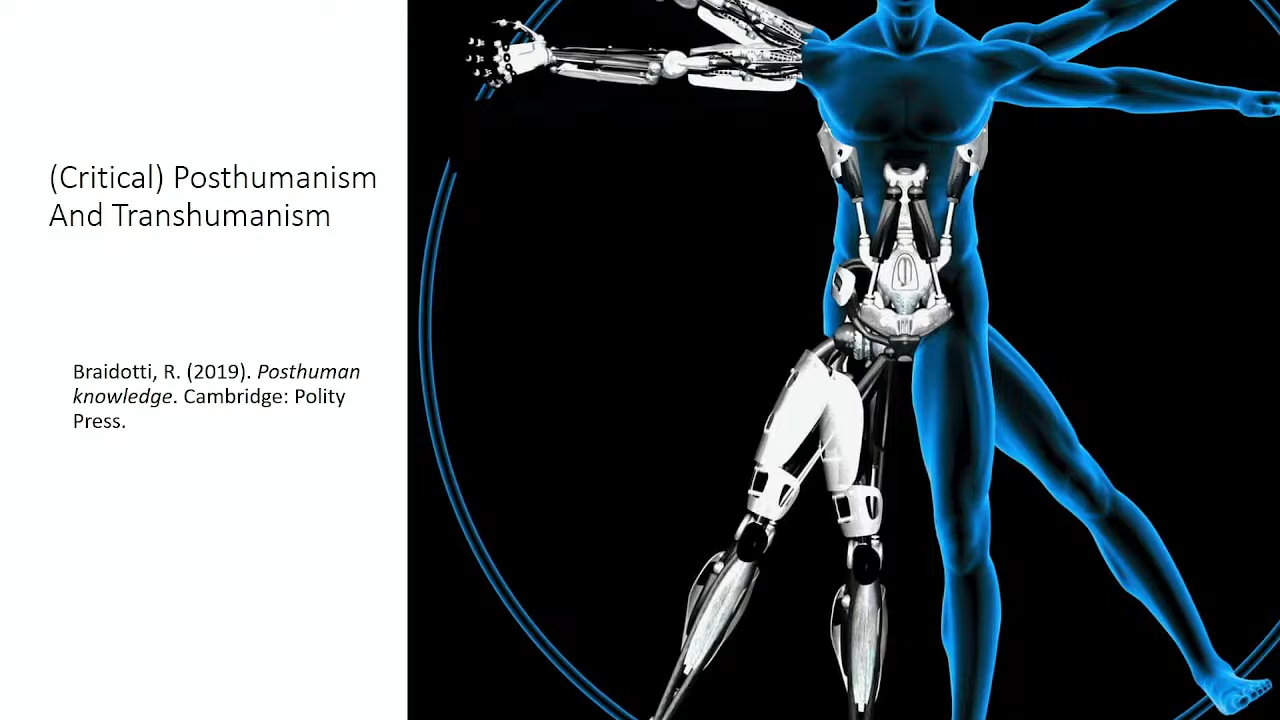 (Critical) Posthumanism
And Transhumanism
Braidotti, R. (2019). Posthuman
knowledge. Cambridge: Polity
Press.